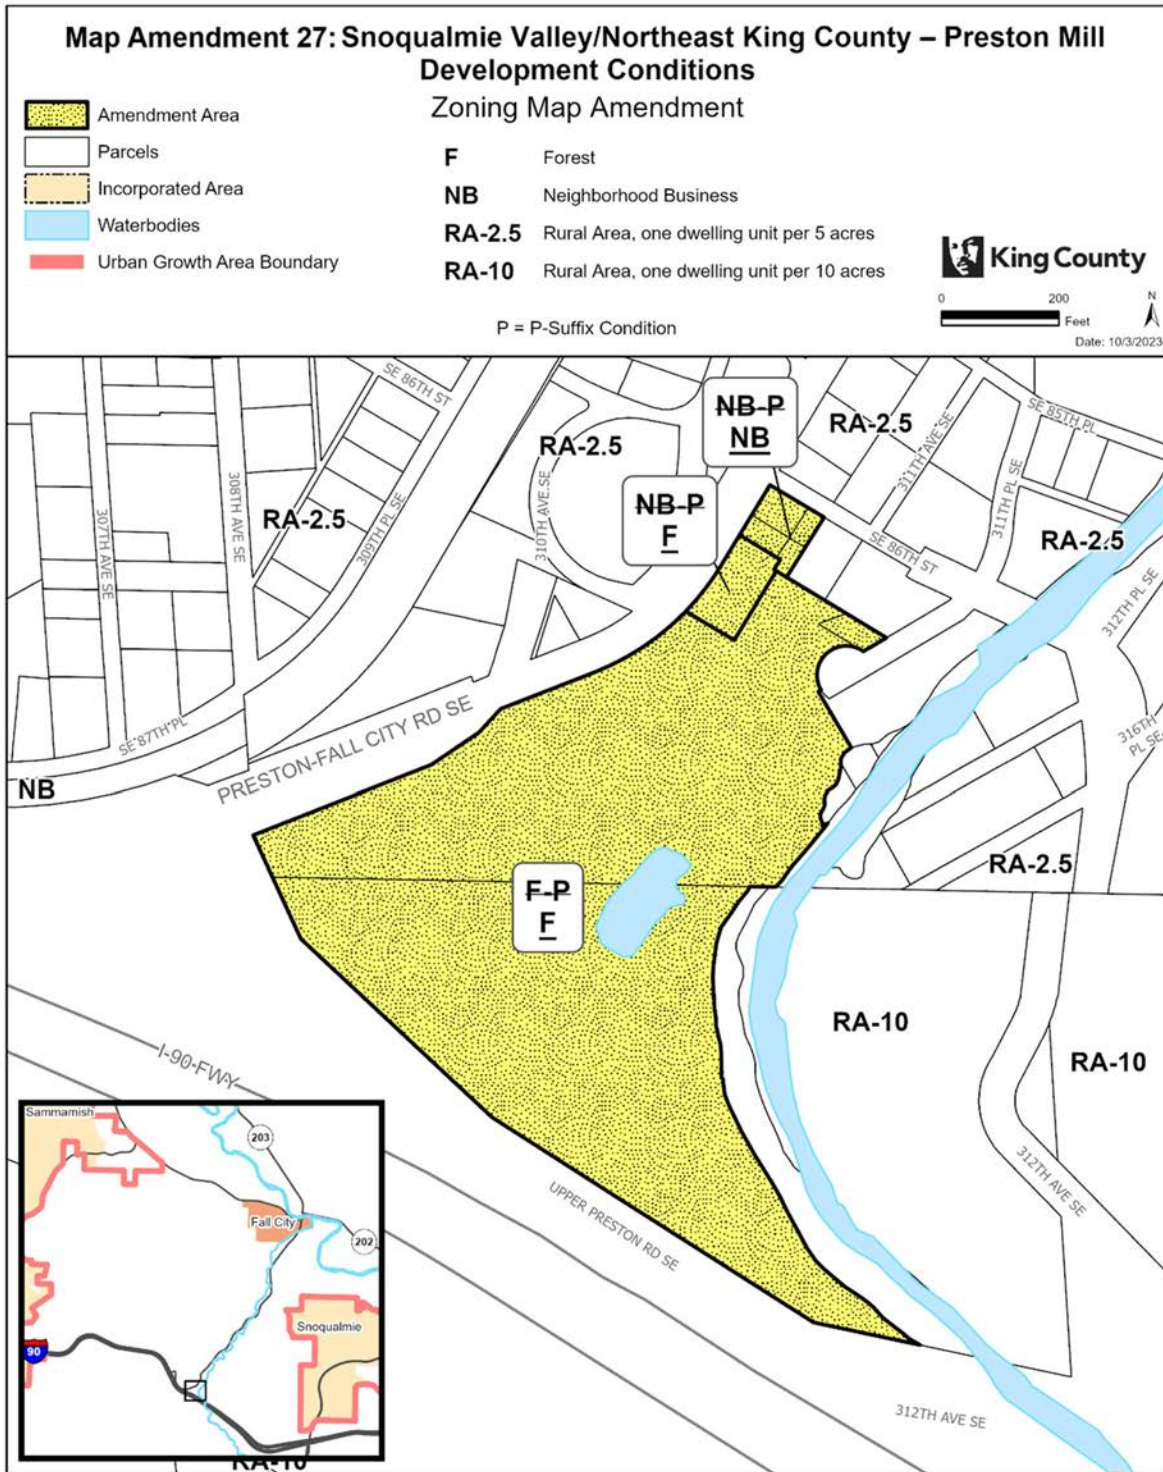 Map Amendment 27: Snoqualmie Valley/Northeast King County – Preston Mill
Development Conditions
Zoning Map Amendment
Amendment Area
Parcels
Incorporated Area
Waterbodies
Urban Growth Area Boundary
F Forest
NB Neighborhood Business
RA-2.5 Rural Area, one dwelling unit per 5 acres
RA-10 Rural Area, one dwelling unit per 10 acres
P = P-Suffix Condition
King County
0 200
Feet
N
Date: 10/3/2023
SE 86TH ST
NB-P
NB
RA-2.5
SE 85TH PL
RA-2.5
311TH AVE SE
311TH PL SE
308TH AVE SE
310TH AVE SE
NB-P
F
307TH AVE SE
RA-2.5
309TH PL SE
SE 86TH ST
RA-2.5
312TH PL SE
SE 87TH PL
PRESTON-FALL CITY RD SE
316TH
PL SE
NB
RA-2.5
F-P
F
RA-10
RA-10
I-90 FWY
312TH AVE SE
UPPER PRESTON RD SE
312TH AVE SE
Sammamish
203
Fall City
202
Snoqualmie
90
RA-10